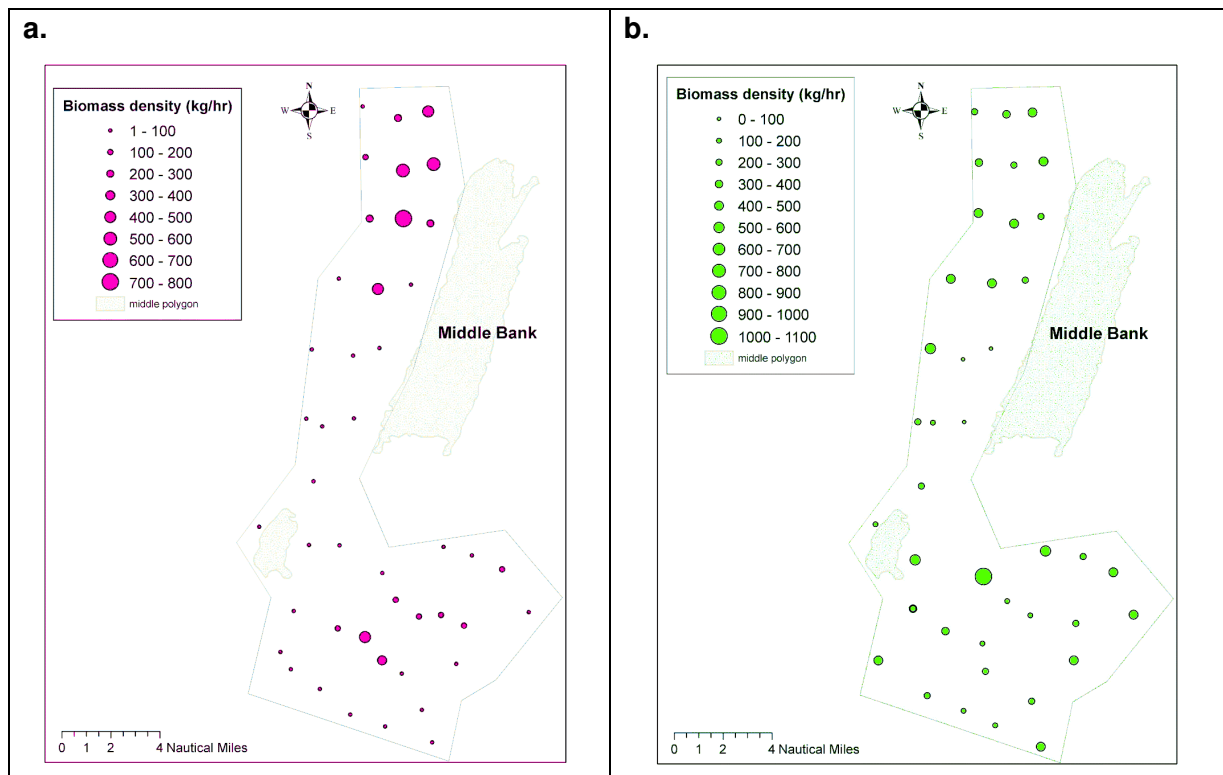 a.
N
W E
S
Biomass density (kg/hr)
1 - 100
100 - 200
200 - 300
300 - 400
400 - 500
500 - 600
600 - 700
700 - 800
middle polygon
Middle Bank
0 2 4
Nautical Miles
b.
N
W E
S
Biomass density (kg/hr)
0 - 100
100 - 200
200 - 300
300 - 400
400 - 500
500 - 600
600 - 700
700 - 800
800 - 900
900 - 1000
1000 - 1100
middle polygon
Middle Bank
0 2 4
Nautical Miles